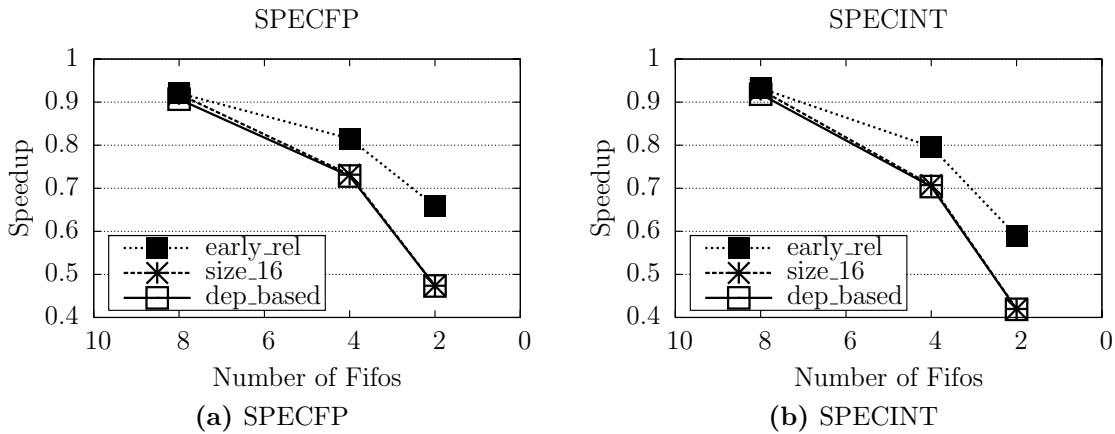 SPECFP
1
0.9
0.8
0.7
0.6
0.5
0.4
Speedup
early_rel
size_16
dep_based
10 8 6 4 2 0
Number of Fifos
(a) SPECFP
SPECINT
1
0.9
0.8
0.7
0.6
0.5
0.4
Speedup
early_rel
size_16
dep_based
10 8 6 4 2 0
Number of Fifos
(b) SPECINT